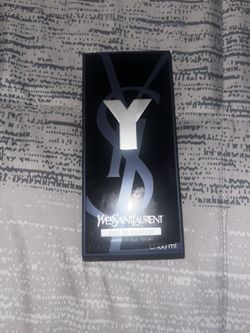 Y
YVESSAINTLAURENT
EAU DE PARFUM
100 ml